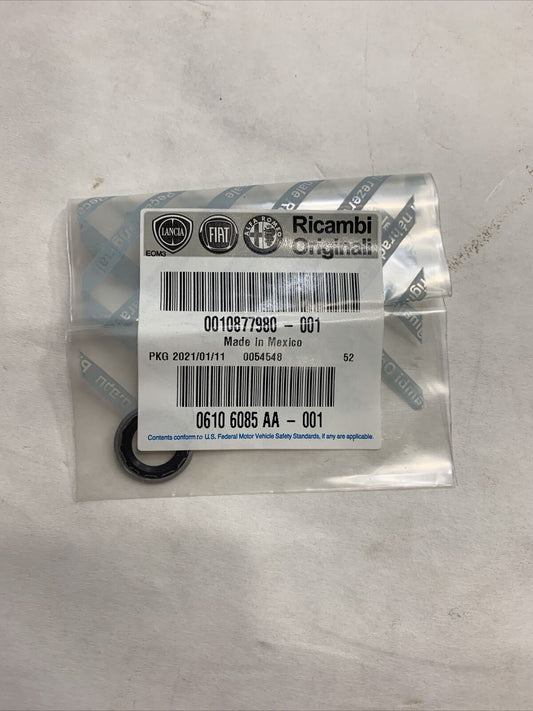 LANCIA FIAT ALFA ROMEO Ricambi
Originali
EOM3
0010877980 - 001
Made in Mexico
PKG 2021/01/11 0054548 52
0610 6085 AA - 001
Contents conform to U.S. Federal Motor Vehicle Safety Standards, if any are applicable.